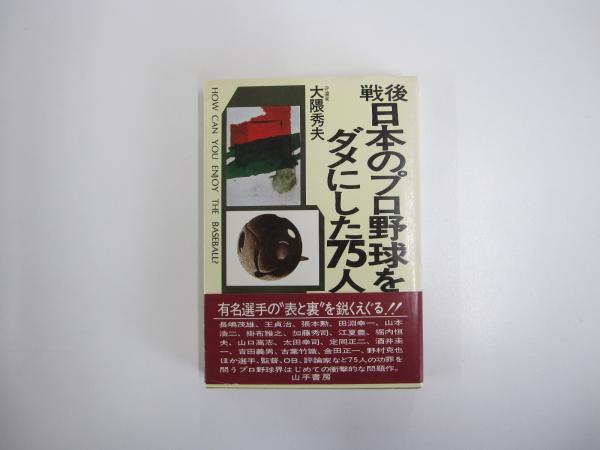 戦後
日本のプロ野球を
ダメにした75人
評論家
大隈秀夫
HOW CAN YOU ENJOY THE BASEBALL?
有名選手の"表と裏"を鋭くえぐる!!
長嶋茂雄、王貞治、張本勲、田淵幸一、山本
浩二、掛布雅之、加藤秀司、江夏豊、堀内恒
夫、山口高志、太田幸司、定岡正二、酒井圭
一、吉田義男、古葉竹識、金田正一、野村克也
ほか選手、監督、OB、評論家など75人の功罪を
問うプロ野球界はじめての衝撃的な問題作。
山手書房